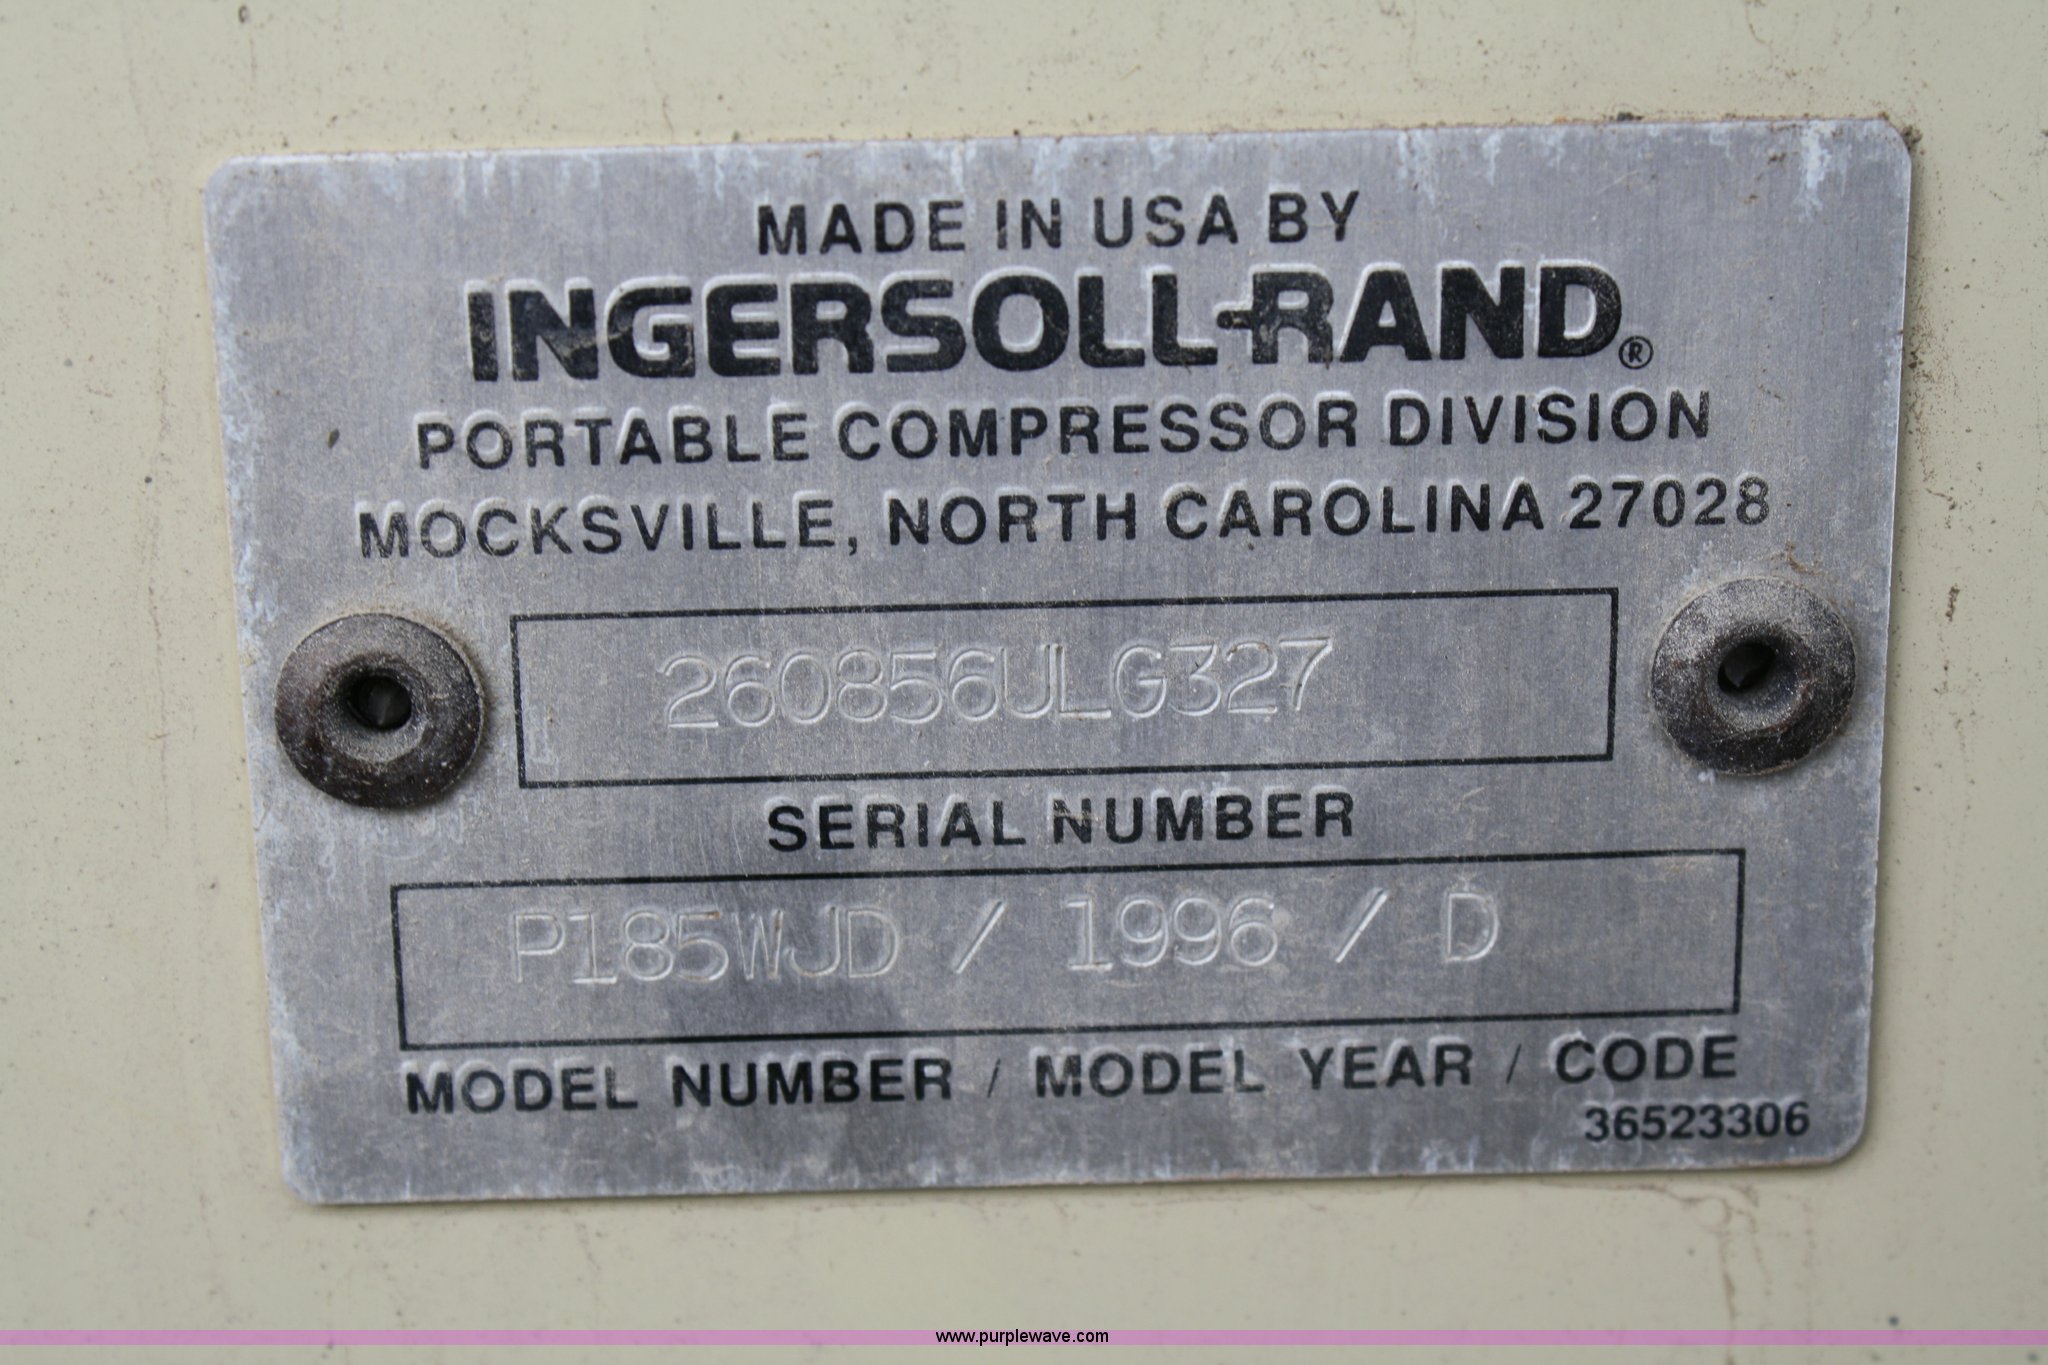 MADE IN USA BY
INGERSOLL-RAND®
PORTABLE COMPRESSOR DIVISION
MOCKSVILLE, NORTH CAROLINA 27028
260856ULG327
SERIAL NUMBER
P185WJD / 1996 / D
MODEL NUMBER / MODEL YEAR / CODE
36523306
www.purplewave.com